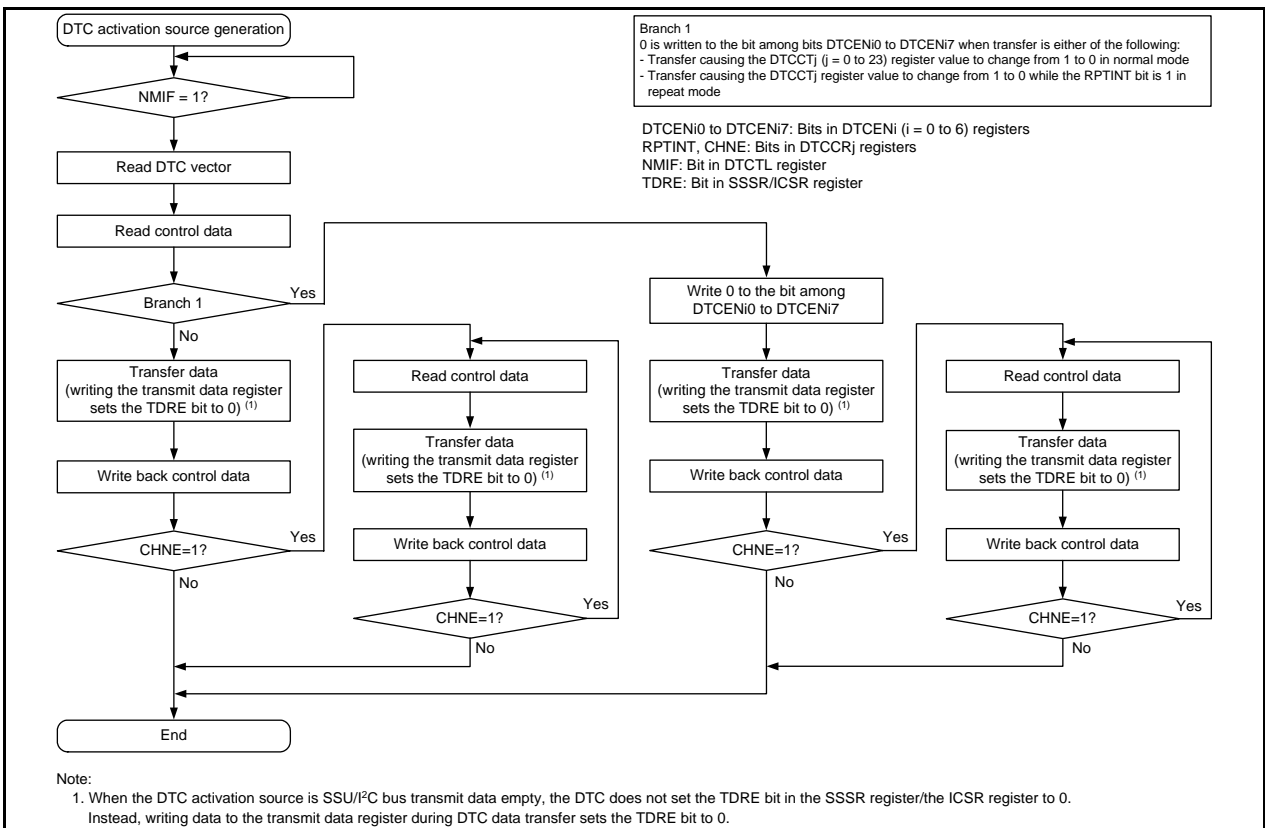 DTC activation source generation
NMIF = 1?
Read DTC vector
Read control data
Branch 1
Yes
No
Transfer data
(writing the transmit data register
sets the TDRE bit to 0) (1)
Write back control data
CHNE=1?
Yes
No
Read control data
Transfer data
(writing the transmit data register
sets the TDRE bit to 0) (1)
Write back control data
CHNE=1?
Yes
No
Branch 1
0 is written to the bit among bits DTCENi0 to DTCENi7 when transfer is either of the following:
- Transfer causing the DTCCTj (j = 0 to 23) register value to change from 1 to 0 in normal mode
- Transfer causing the DTCCTj register value to change from 1 to 0 while the RPTINT bit is 1 in
repeat mode
DTCENi0 to DTCENi7: Bits in DTCENi (i = 0 to 6) registers
RPTINT, CHNE: Bits in DTCCRj registers
NMIF: Bit in DTCTL register
TDRE: Bit in SSSR/ICSR register
Write 0 to the bit among
DTCENi0 to DTCENi7
Transfer data
(writing the transmit data register
sets the TDRE bit to 0) (1)
Write back control data
CHNE=1?
Yes
No
Read control data
Transfer data
(writing the transmit data register
sets the TDRE bit to 0) (1)
Write back control data
CHNE=1?
Yes
No
End
Note:
1. When the DTC activation source is SSU/I²C bus transmit data empty, the DTC does not set the TDRE bit in the SSSR register/the ICSR register to 0.
Instead, writing data to the transmit data register during DTC data transfer sets the TDRE bit to 0.